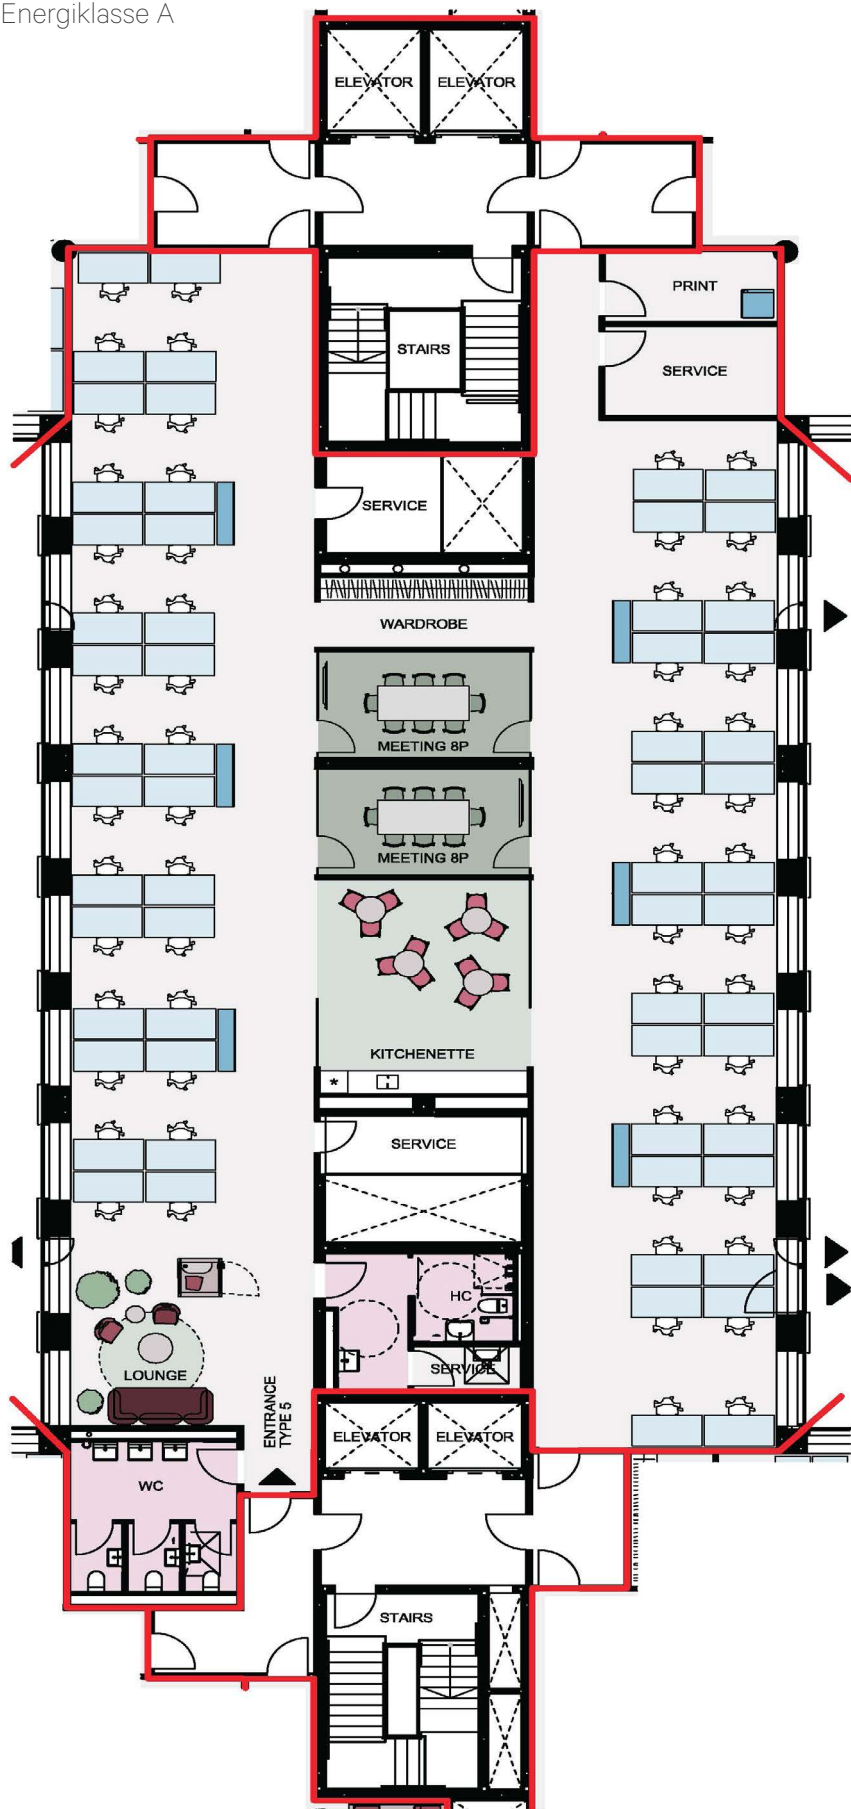 Energiklasse A
ELEVATOR
ELEVATOR
PRINT
STAIRS
SERVICE
SERVICE
WARDROBE
MEETING 8P
MEETING 8P
KITCHENETTE
*
SERVICE
HC
SERVICE
LOUNGE
ENTRANCE
TYPE 5
ELEVATOR
ELEVATOR
WC
STAIRS